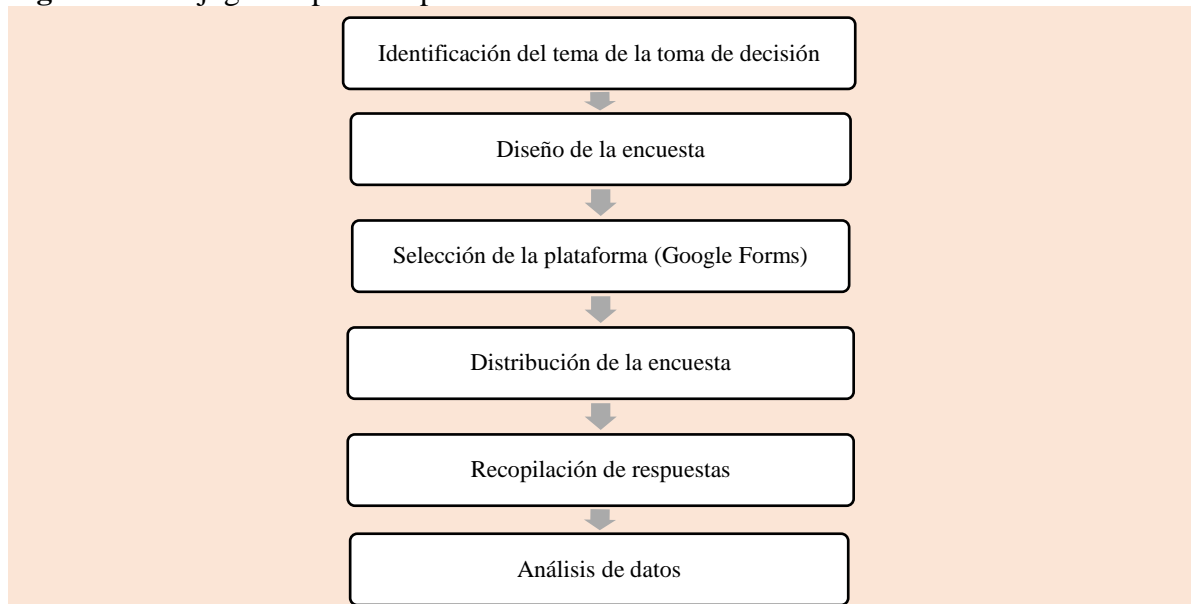 Identificación del tema de la toma de decisión
Diseño de la encuesta
Selección de la plataforma (Google Forms)
Distribución de la encuesta
Recopilación de respuestas
Análisis de datos